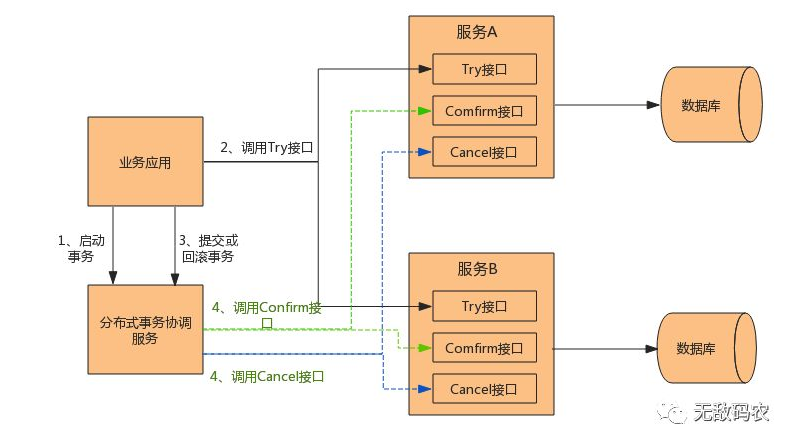 服务A
Try接口
Comfirm接口
Cancel接口
数据库
业务应用
2、调用Try接口
1、启动
事务
3、提交或
回滚事务
分布式事务协调
服务
4、调用Confirm接
口
4、调用Cancel接口
服务B
Try接口
Comfirm接口
Cancel接口
数据库
无敌码农